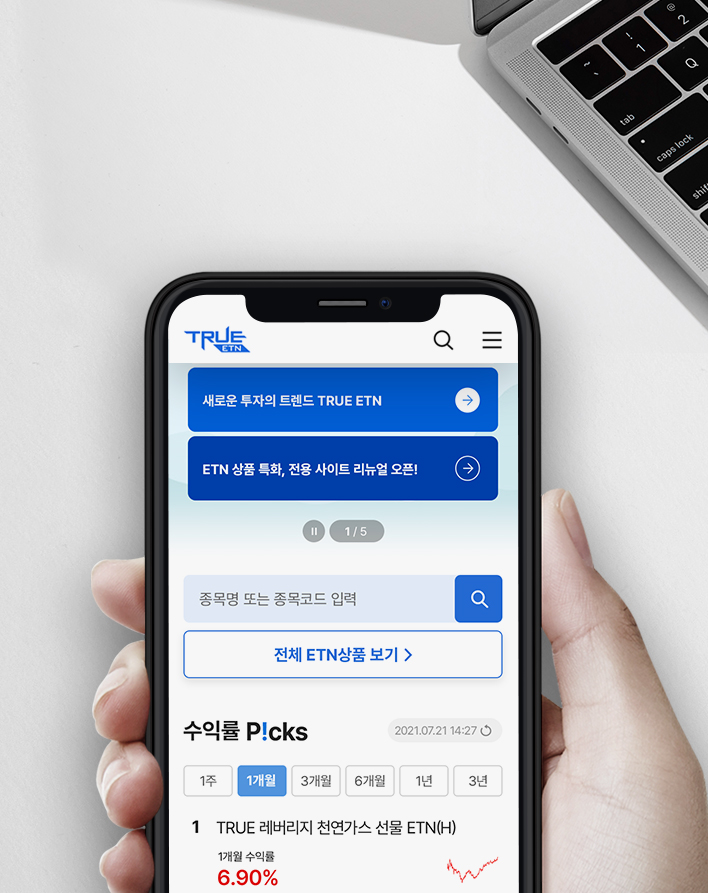 ~
`
!
1
@
2
Q
tab
caps lock
shift
TRUE
ETN
새로운 투자의 트렌드 TRUE ETN
ETN 상품 특화, 전용 사이트 리뉴얼 오픈!
1 / 5
종목명 또는 종목코드 입력
전체 ETN상품 보기
수익률 P!cks
2021.07.21 14:27
1주 1개월 3개월 6개월 1년 3년
1 TRUE 레버리지 천연가스 선물 ETN(H)
1개월 수익률
6.90%